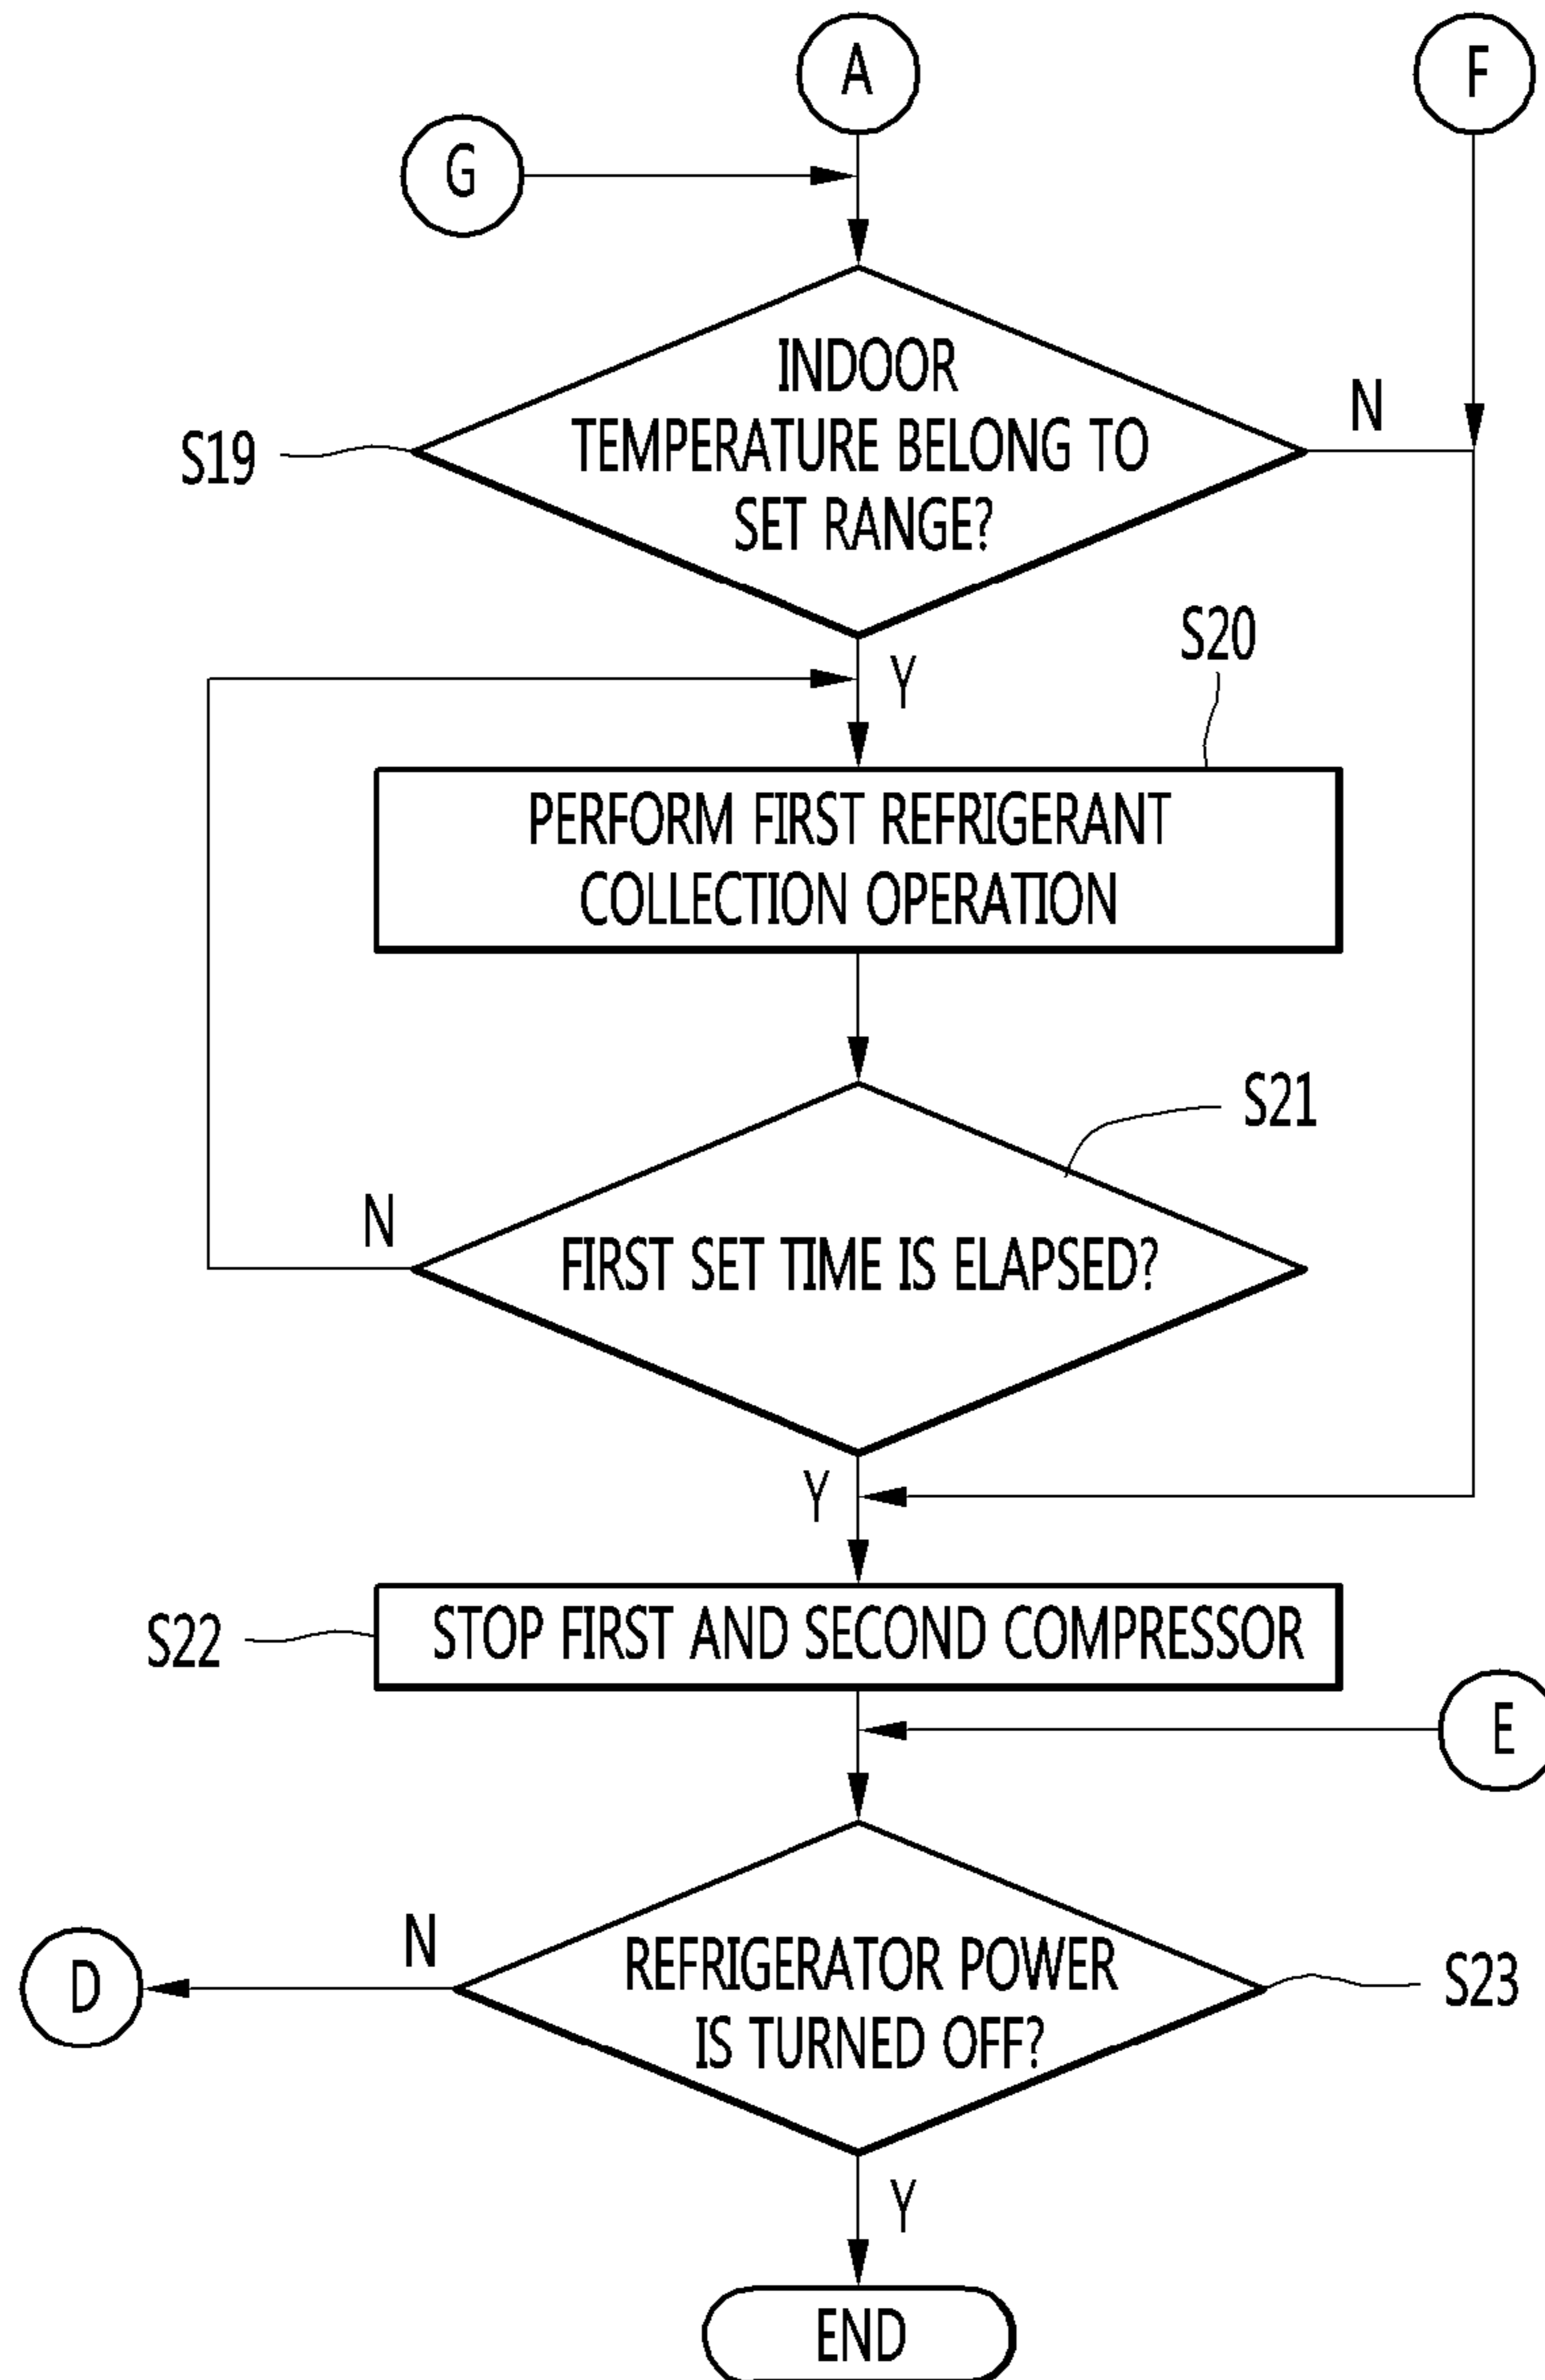 A
F
G
INDOOR
TEMPERATURE BELONG TO
SET RANGE?
N
S19
Y
S20
PERFORM FIRST REFRIGERANT
COLLECTION OPERATION
S21
N
FIRST SET TIME IS ELAPSED?
Y
STOP FIRST AND SECOND COMPRESSOR
S22
E
N
REFRIGERATOR POWER
IS TURNED OFF?
D
S23
Y
END